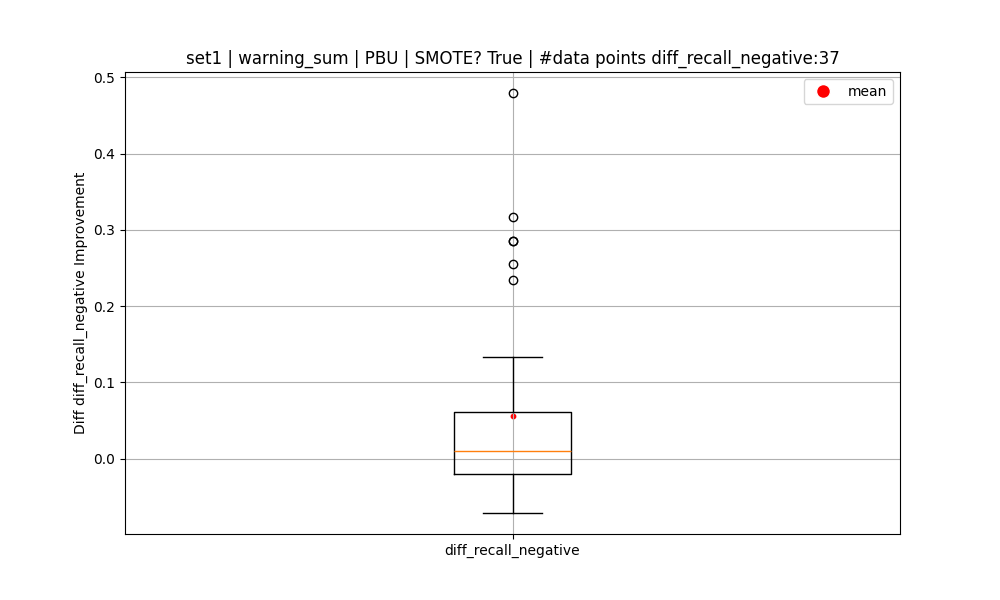 set1 | warning_sum | PBU | SMOTE? True | #data points diff_recall_negative:37
mean
Diff diff_recall_negative Improvement
0.5
0.4
0.3
0.2
0.1
0.0
diff_recall_negative